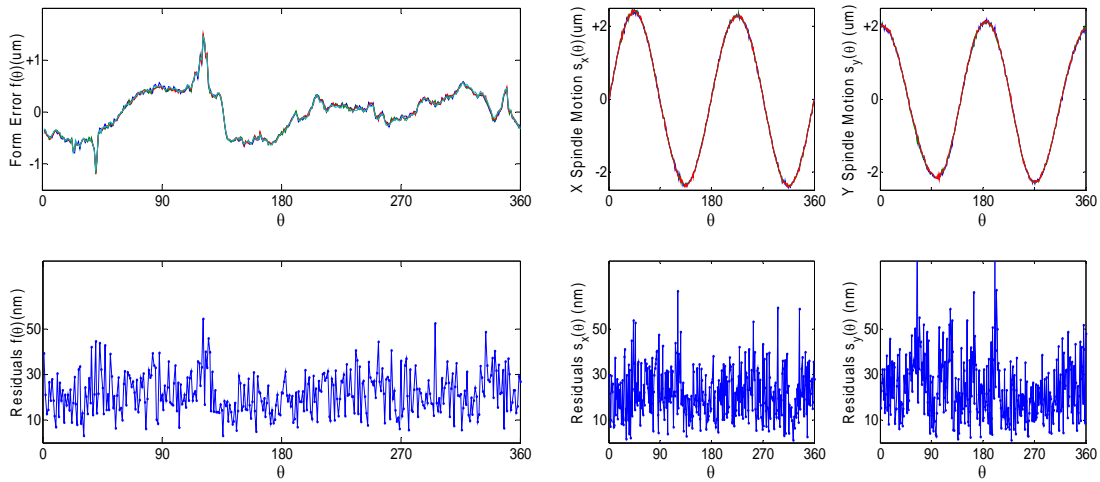 Form Error f(θ)(um)
+1
0
-1
0 90 180 270 360
θ
X Spindle Motion s_x(θ)(um)
+2
0
-2
0 90 180 270 360
θ
Y Spindle Motion s_y(θ) (um)
+2
0
-2
0 90 180 270 360
θ
Residuals f(θ)(nm)
50
30
10
0 90 180 270 360
θ
Residuals s_x(θ) (nm)
50
30
10
0 90 180 270 360
θ
Residuals s_y(θ) (nm)
50
30
10
0 90 180 270 360
θ